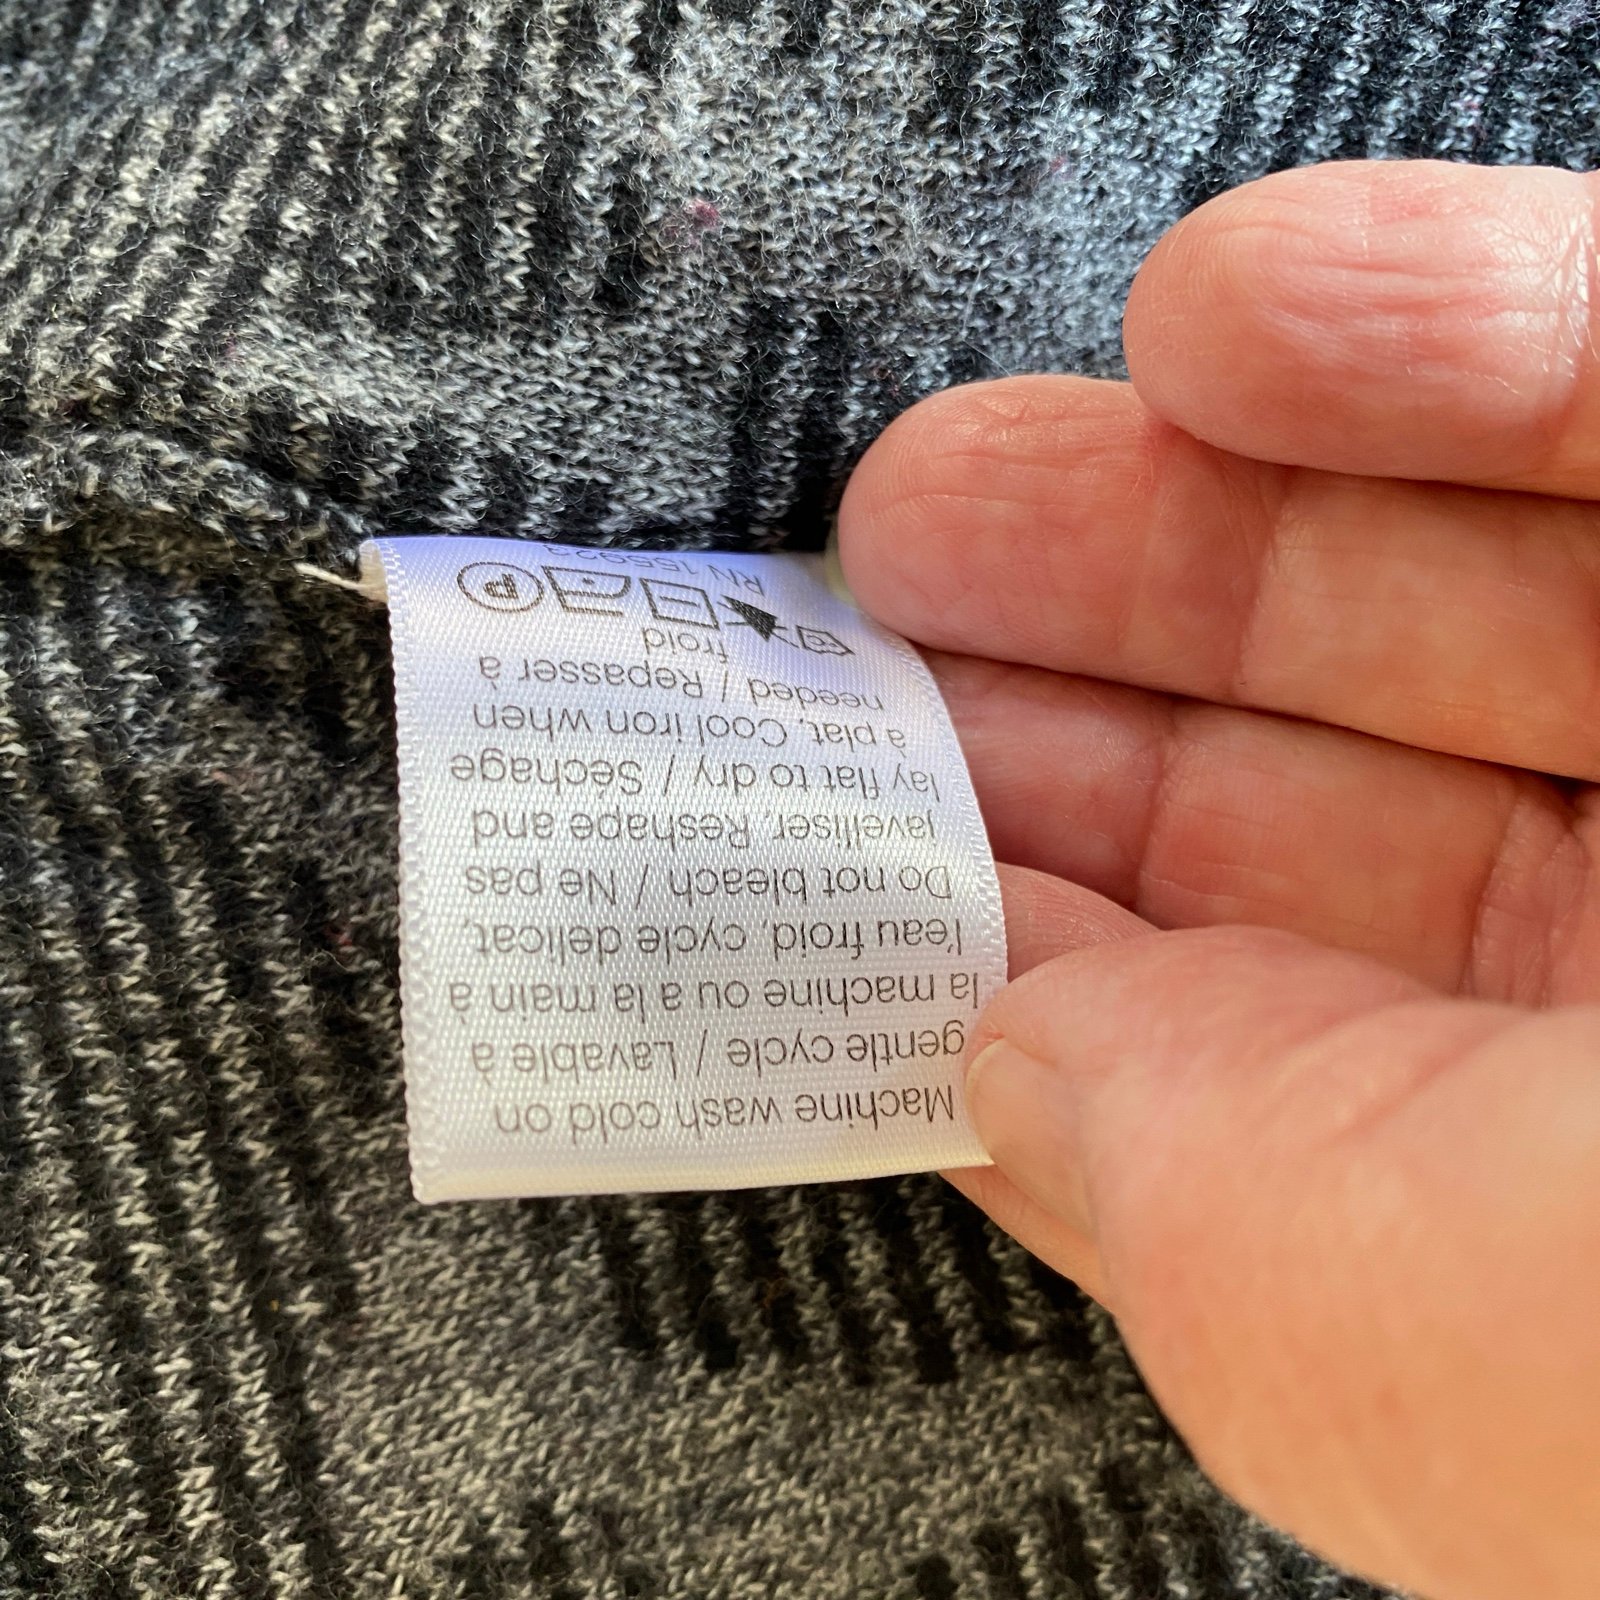 Machine wash cold on
gentle cycle / Lavable à
la machine ou a la main à
l'eau froid, cycle delicat,
Do not bleach / Ne pas
javelliser, Reshape and
lay flat to dry / Séchage
a plat, Cool iron when
needed / Repasser à
froid
P
RN